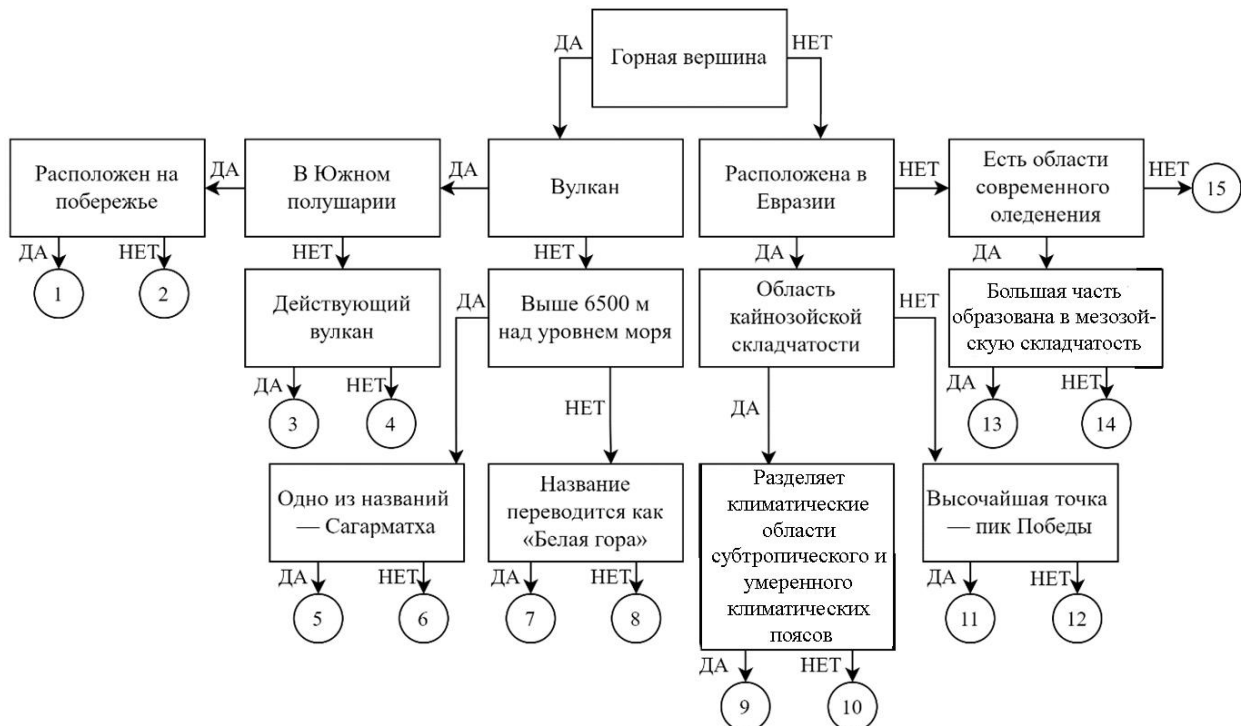 Горная вершина
ДА
НЕТ
Расположен на
побережье
ДА
В Южном
полушарии
ДА
Вулкан
Расположена в
Евразии
НЕТ
Есть области
современного
оледенения
НЕТ
15
ДА
НЕТ
НЕТ
НЕТ
ДА
ДА
1
2
Действующий
вулкан
ДА
Выше 6500 м
над уровнем моря
Область
кайнозойской
складчатости
НЕТ
Большая часть
образована в мезозой-
скую складчатость
ДА
НЕТ
НЕТ
ДА
ДА
НЕТ
3
4
13
14
Одно из названий
— Сагарматха
Название
переводится как
«Белая гора»
Разделяет
климатические
области
субтропического и
умеренного
климатических
поясов
Высочайшая точка
— пик Победы
ДА
НЕТ
ДА
НЕТ
ДА
НЕТ
5
6
7
8
11
12
ДА
НЕТ
9
10